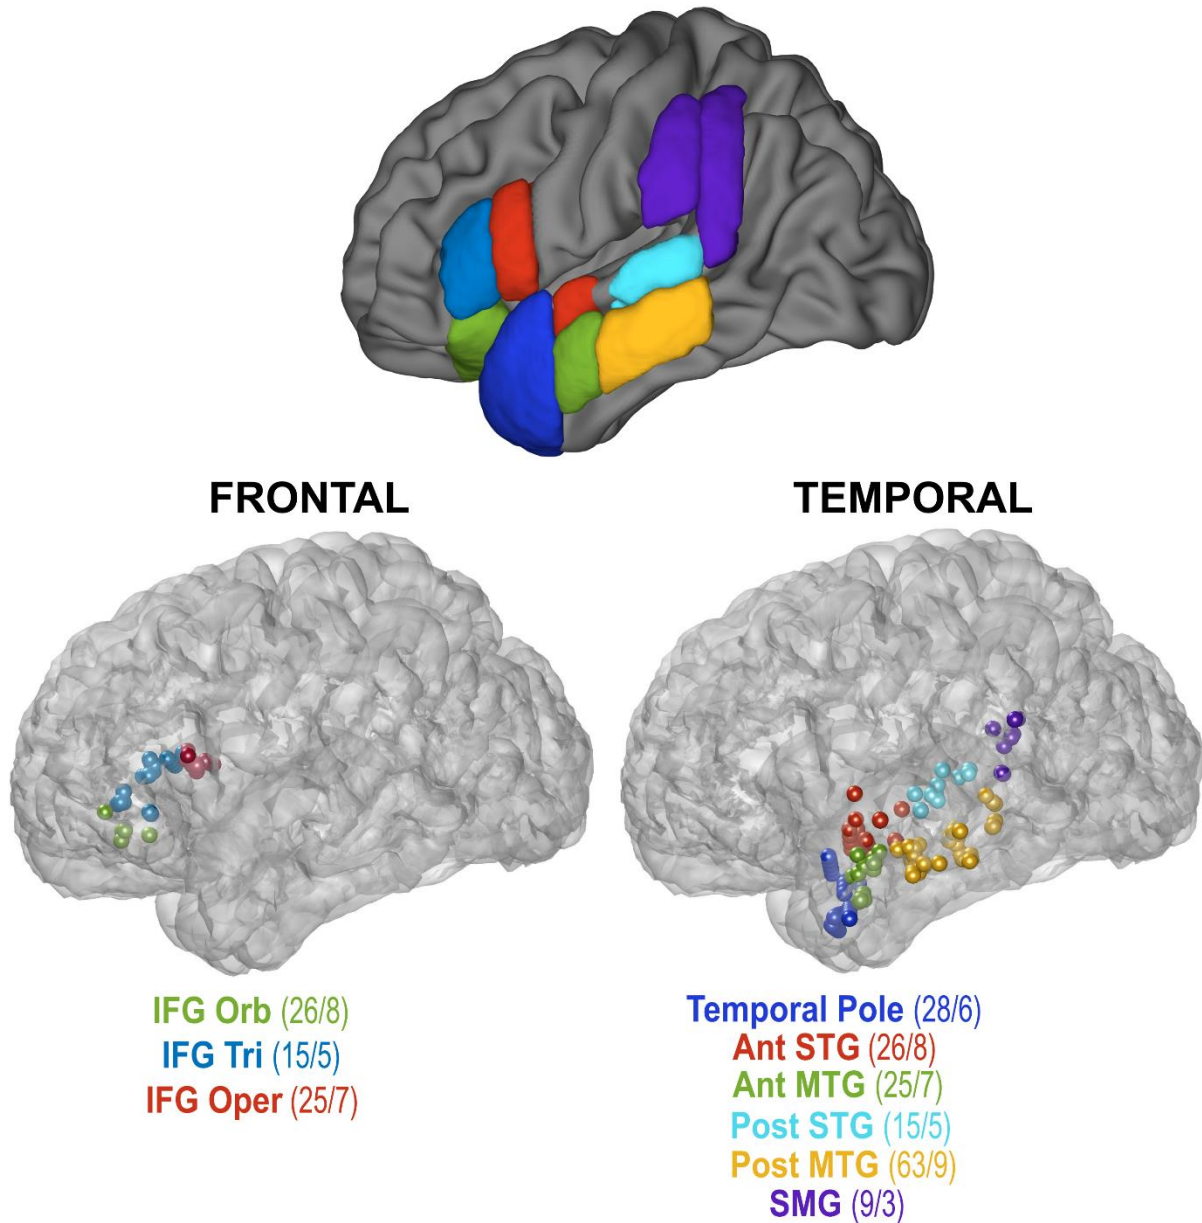 FRONTAL
TEMPORAL
IFG Orb (26/8)
IFG Tri (15/5)
IFG Oper (25/7)
Temporal Pole (28/6)
Ant STG (26/8)
Ant MTG (25/7)
Post STG (15/5)
Post MTG (63/9)
SMG (9/3)